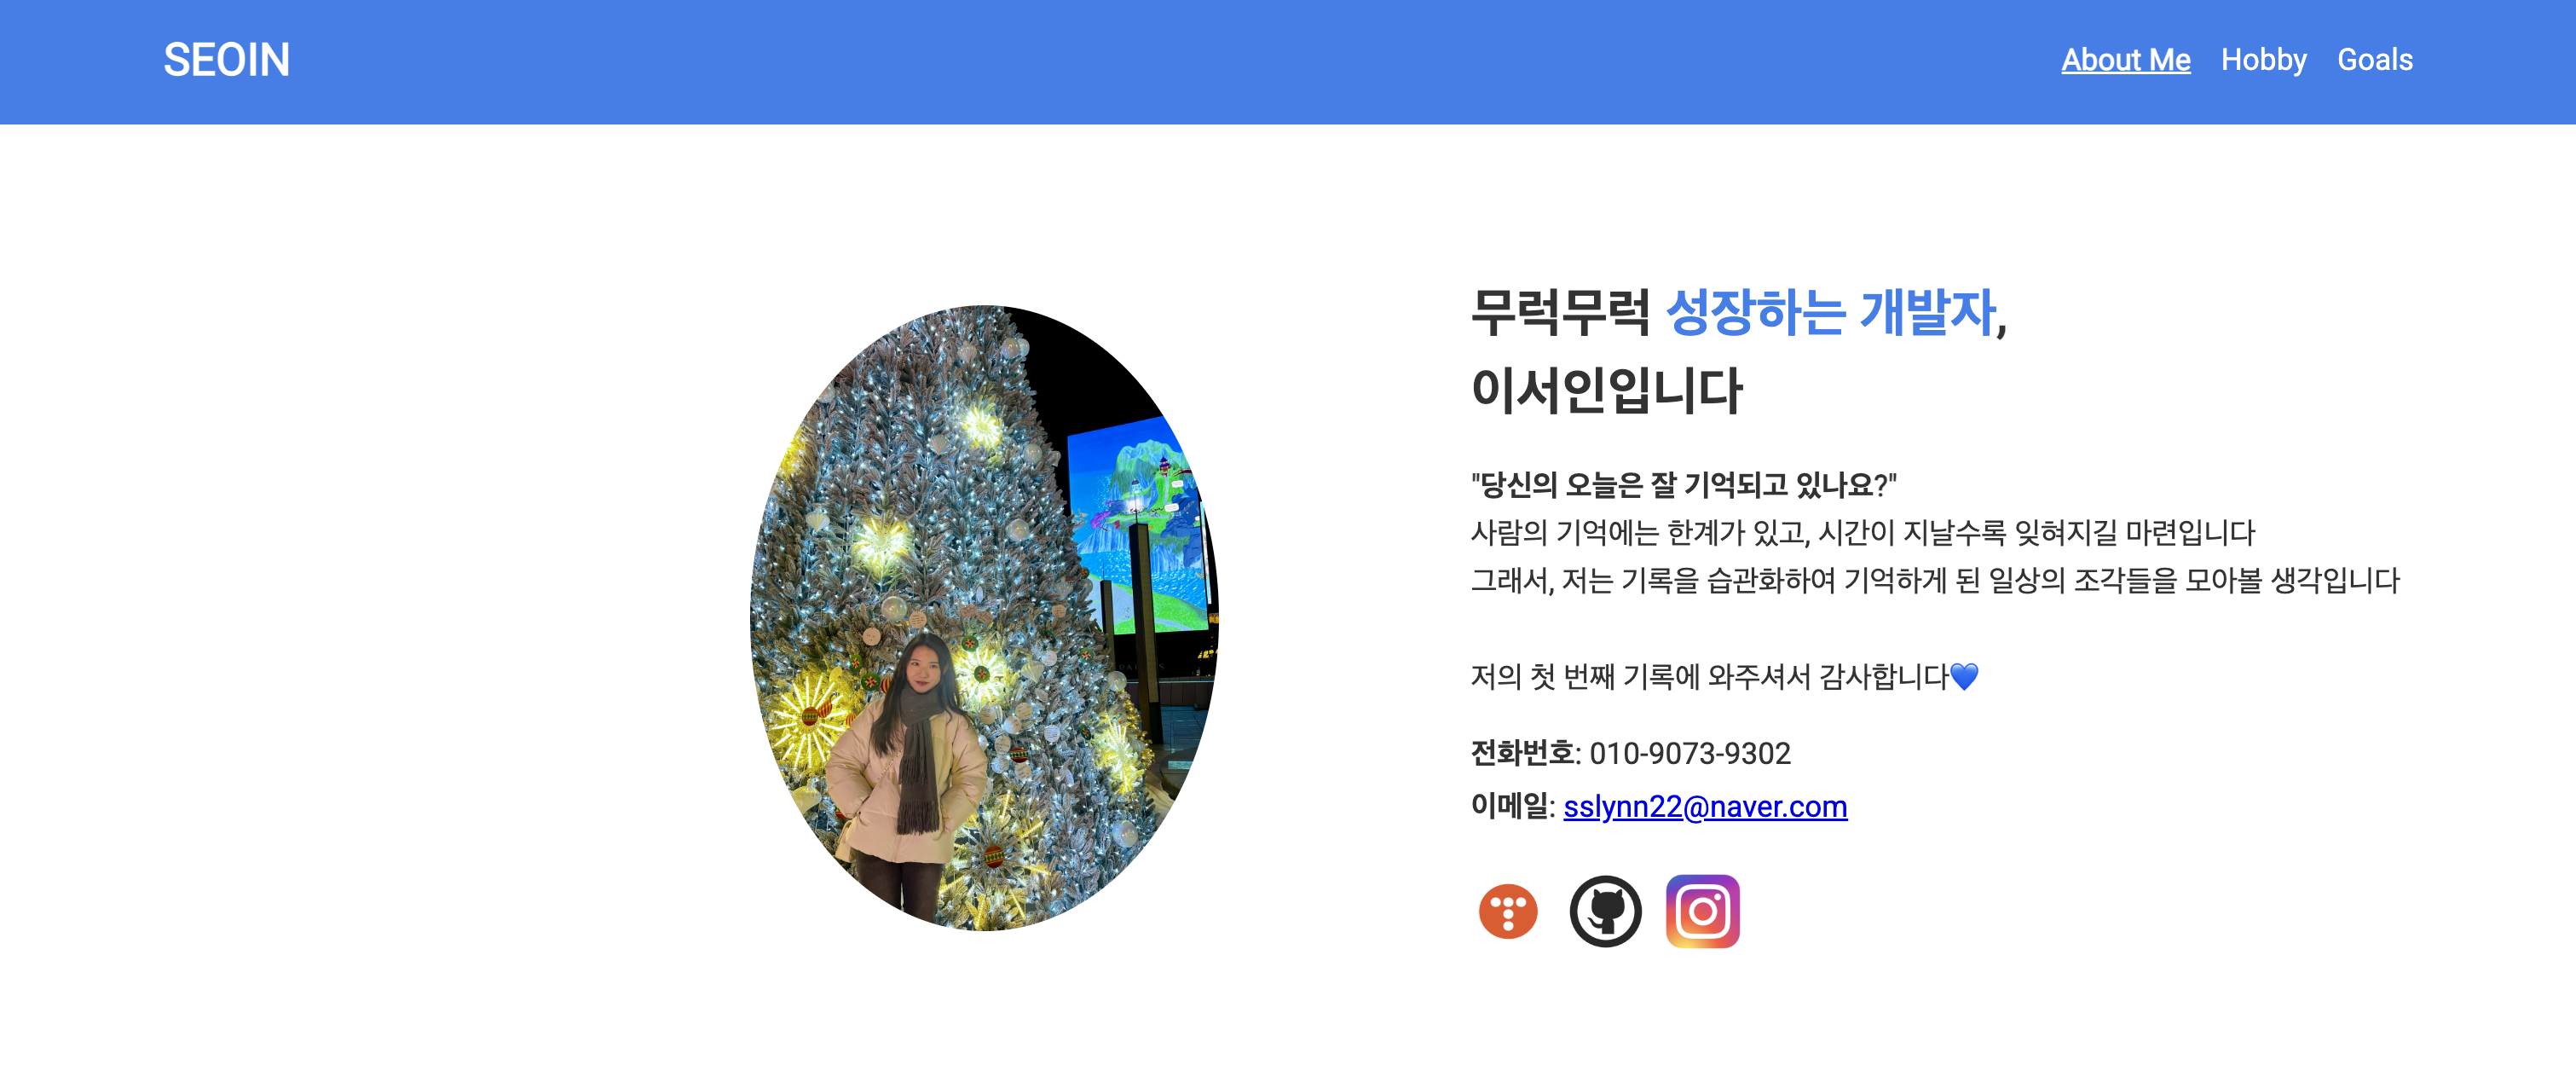 SEOIN
About Me Hobby Goals
무럭무럭 성장하는 개발자,
이서인입니다
"당신의 오늘은 잘 기억되고 있나요?"
사람의 기억에는 한계가 있고, 시간이 지날수록 잊혀지길 마련입니다
그래서, 저는 기록을 습관화하여 기억하게 된 일상의 조각들을 모아볼 생각입니다
저의 첫 번째 기록에 와주셔서 감사합니다💙
전화번호: 010-9073-9302
이메일: sslynn22@naver.com